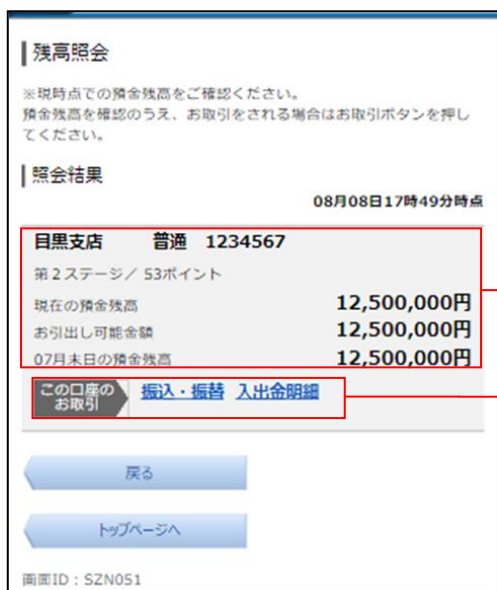 残高照会
※現時点での預金残高をご確認ください。
預金残高を確認のうえ、お取引をされる場合はお取引ボタンを押し
てください。
照会結果
08月08日17時49分時点
目黒支店 普通 1234567
第2ステージ／ 53ポイント
現在の預金残高 12,500,000円
お引出し可能金額 12,500,000円
07月末日の預金残高 12,500,000円
この口座の
お取引
振込・振替 入出金明細
戻る
トップページへ
画面ID：SZN051